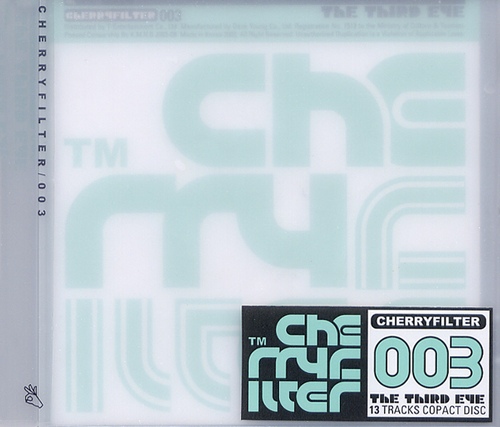 CHERRYFILTER 003
THE THIRD EYE
CHERRYFILTER/003
TM
che
rryf
ilter
TM
che
rryf
ilter
CHERRYFILTER
003
THE THIRD EYE
13 TRACKS COPACT DISC